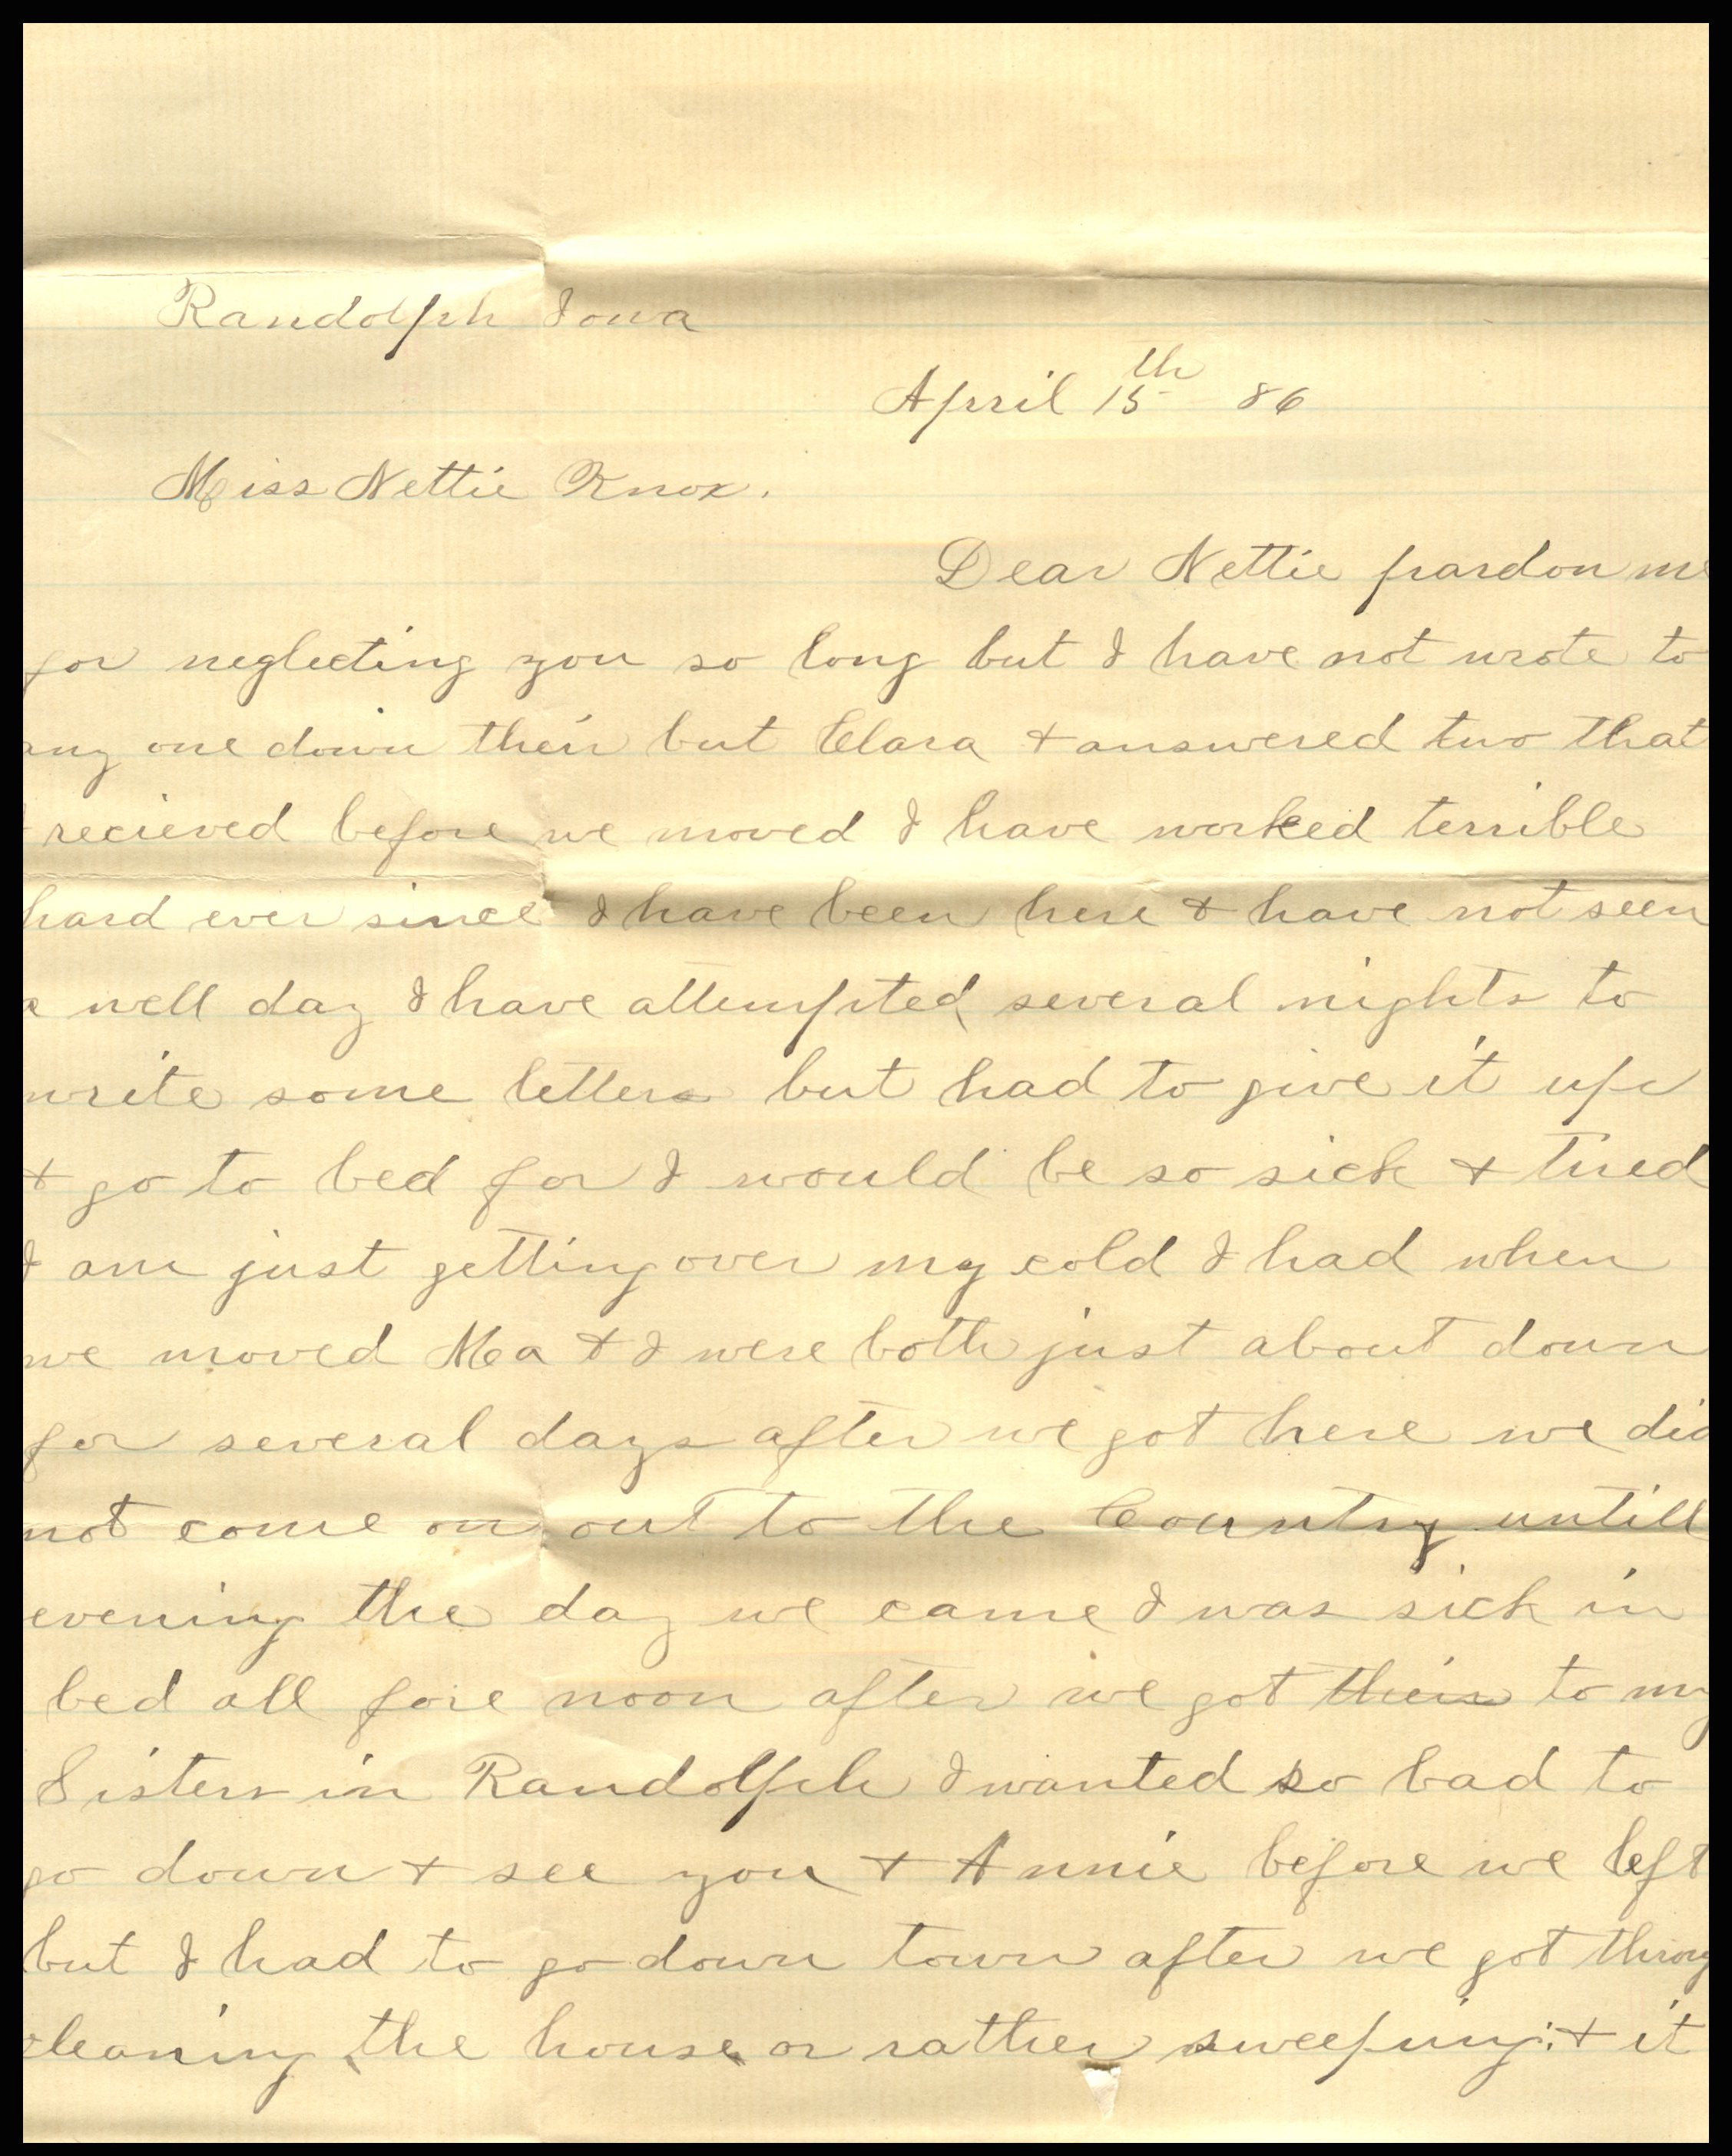 Randolph Iowa
April 15th 86
Miss Nettie Knox.
Dear Nettie pardon me
for neglecting you so long but I have not wrote to
any one down their but Clara + answered two that
recieved before we moved I have worked terrible
hard ever since I have been here + have not seen
a well day I have attempted several nights to
write some letters but had to give it up
+ go to bed for I would be so sick + tired
I am just getting over my cold I had when
we moved Ma + I were both just about down
for several days after we got here we did
not come on out to the Country untill
evening the day we came I was sick in
bed all fore noon after we got their to my
Sisters in Randolph I wanted so bad to
go down + see you + Annie before we left
but I had to go down town after we got throug
cleaning the house or rather sweeping + it